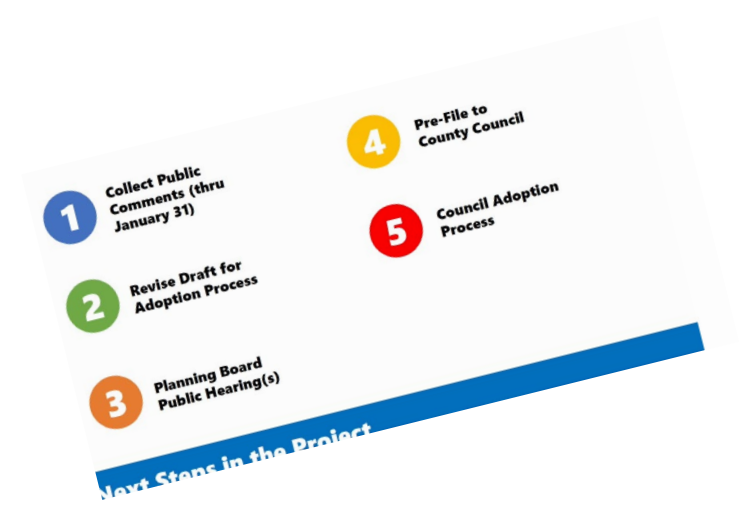 1
Collect Public
Comments (thru
January 31)
2
Revise Draft for
Adoption Process
3
Planning Board
Public Hearing(s)
4
Pre-File to
County Council
5
Council Adoption
Process
Next Steps in the Project